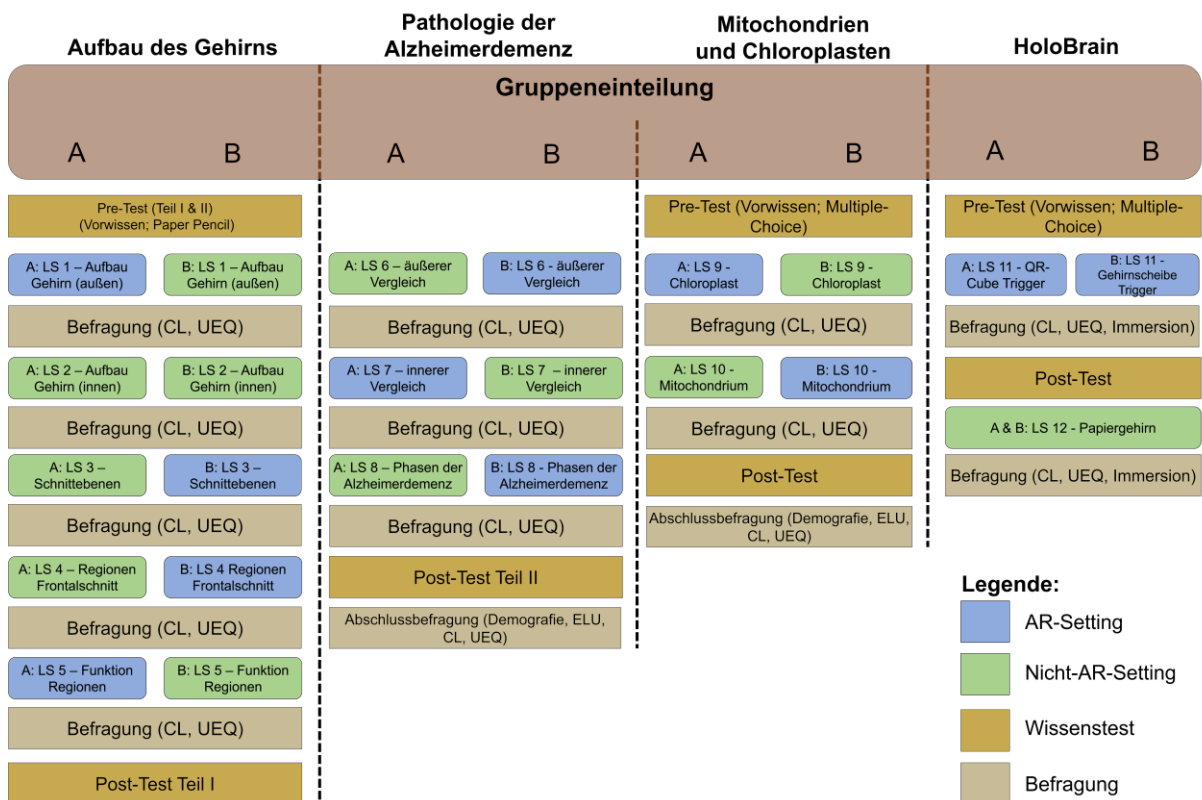 Aufbau des Gehirns
Pathologie der
Alzheimerdemenz
Mitochondrien
und Chloroplasten
HoloBrain
Gruppeneinteilung
A
B
A
B
A
B
A
B
Pre-Test (Teil I & II)
(Vorwissen; Paper Pencil)
A: LS 1 – Aufbau
Gehirn (außen)
B: LS 1 – Aufbau
Gehirn (außen)
Befragung (CL, UEQ)
A: LS 2 – Aufbau
Gehirn (innen)
B: LS 2 – Aufbau
Gehirn (innen)
Befragung (CL, UEQ)
A: LS 3 –
Schnittebenen
B: LS 3 –
Schnittebenen
Befragung (CL, UEQ)
A: LS 4 – Regionen
Frontalschnitt
B: LS 4 Regionen
Frontalschnitt
Befragung (CL, UEQ)
A: LS 5 – Funktion
Regionen
B: LS 5 – Funktion
Regionen
Befragung (CL, UEQ)
Post-Test Teil I
A: LS 6 – äußerer
Vergleich
B: LS 6 - äußerer
Vergleich
Befragung (CL, UEQ)
A: LS 7 – innerer
Vergleich
B: LS 7 – innerer
Vergleich
Befragung (CL, UEQ)
A: LS 8 – Phasen der
Alzheimerdemenz
B: LS 8 - Phasen der
Alzheimerdemenz
Befragung (CL, UEQ)
Post-Test Teil II
Abschlussbefragung (Demografie, ELU,
CL, UEQ)
Pre-Test (Vorwissen; Multiple-
Choice)
A: LS 9 -
Chloroplast
B: LS 9 -
Chloroplast
Befragung (CL, UEQ)
A: LS 10 -
Mitochondrium
B: LS 10 -
Mitochondrium
Befragung (CL, UEQ)
Post-Test
Abschlussbefragung (Demografie, ELU,
CL, UEQ)
Pre-Test (Vorwissen; Multiple-
Choice)
A: LS 11 - QR-
Cube Trigger
B: LS 11 -
Gehirnscheibe
Trigger
Befragung (CL, UEQ, Immersion)
Post-Test
A & B: LS 12 - Papiergehirn
Befragung (CL, UEQ, Immersion)
Legende:
AR-Setting
Nicht-AR-Setting
Wissenstest
Befragung